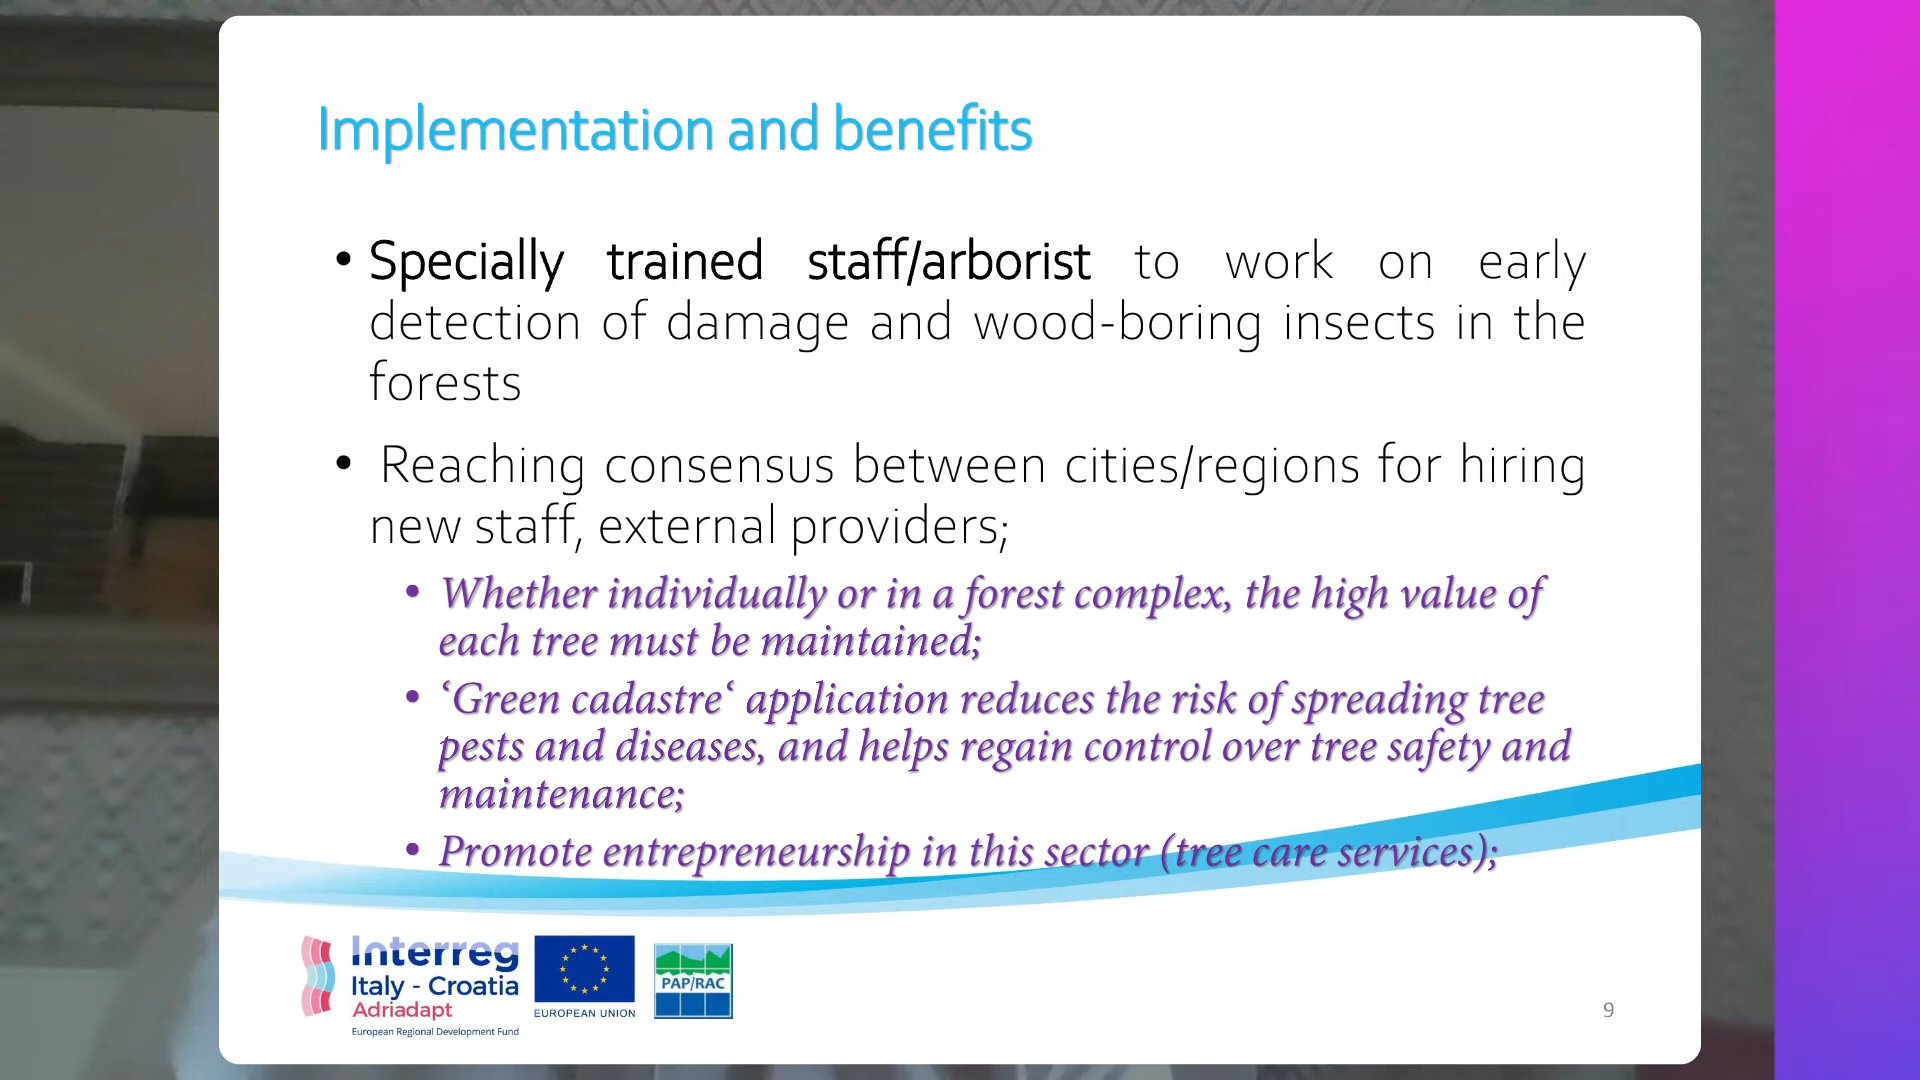 Implementation and benefits
• Specially trained staff/arborist to work on early
detection of damage and wood-boring insects in the
forests
• Reaching consensus between cities/regions for hiring
new staff, external providers;
• Whether individually or in a forest complex, the high value of
each tree must be maintained;
• ‘Green cadastre‘ application reduces the risk of spreading tree
pests and diseases, and helps regain control over tree safety and
maintenance;
• Promote entrepreneurship in this sector (tree care services);
Interreg
Italy - Croatia
Adriadapt
European Regional Development Fund
EUROPEAN UNION
PAP/RAC
9